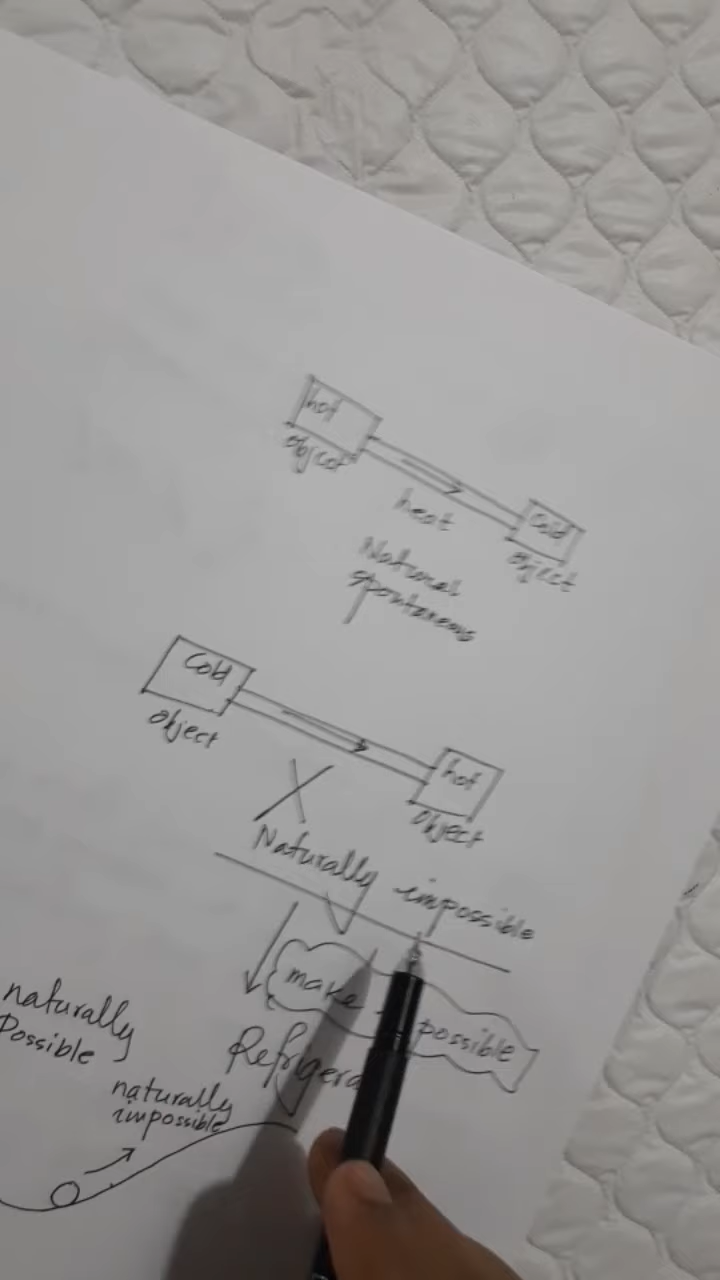 hot
object
heat
Cold
object
Natural
spontaneous
Cold
object
hot
object
Naturally impossible
make possible
naturally
possible
naturally
impossible